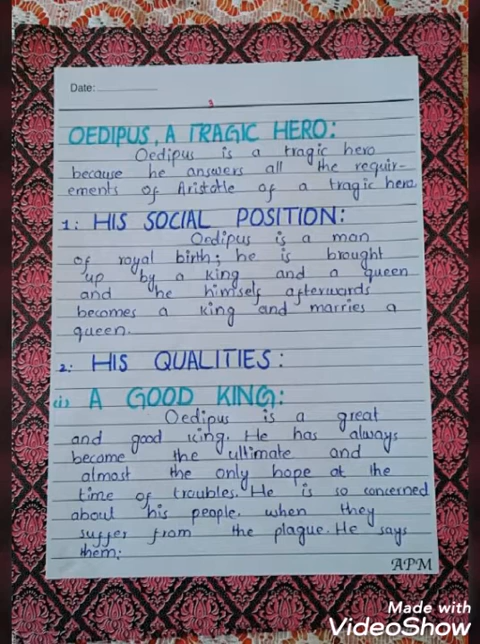 Date:
3
OEDIPUS, A TRAGIC HERO:
Oedipus is a tragic hero
because he answers all the requir-
ements of Aristotle of a tragic hero.
1: HIS SOCIAL POSITION:
Oedipus is a man
of royal birth; he is brought
up by a king and a queen
and he himself afterwards
becomes a king and marries a
queen.
2: HIS QUALITIES:
(i) A GOOD KING:
Oedipus is a great
and good king. He has always
become the ultimate and
almost the only hope at the
time of troubles. He is so concerned
about his people. when they
suffer from the plague. He says
them;
APM
Made with
VideoShow